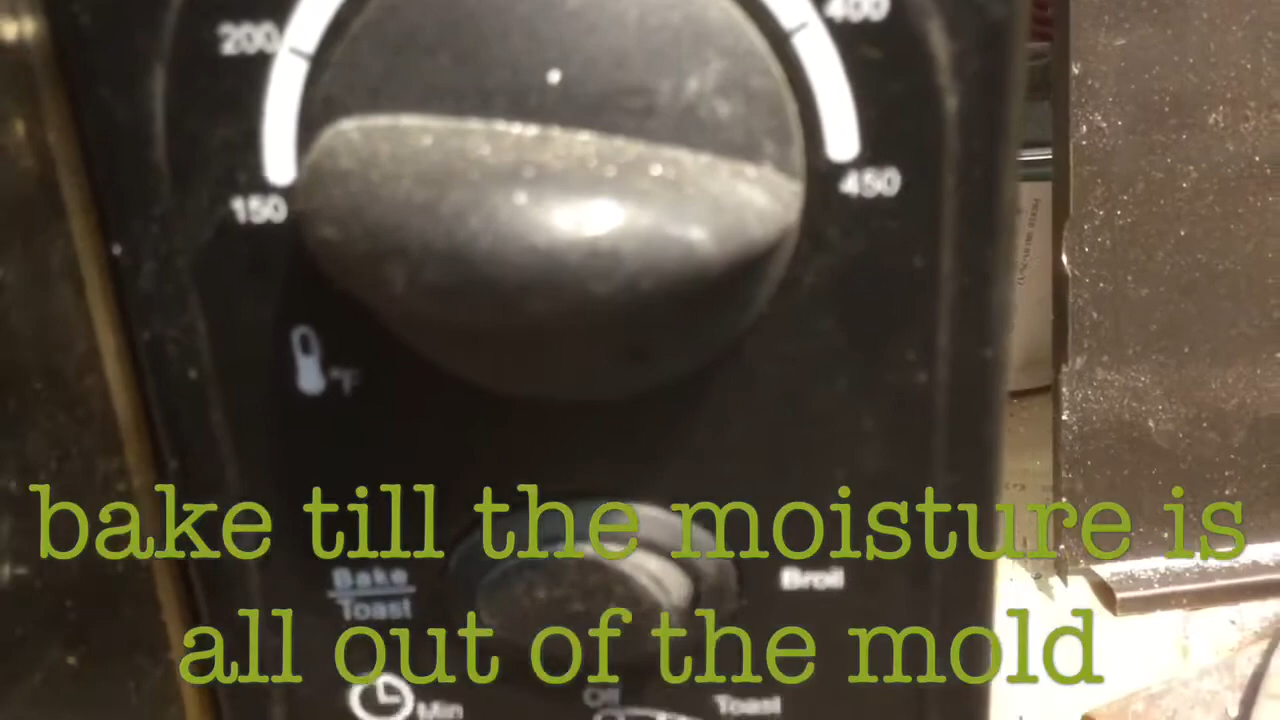 400
200
150
450
°F
bake till the moisture is
Bake
Broil
Toast
all out of the mold
Off
Min
Toast